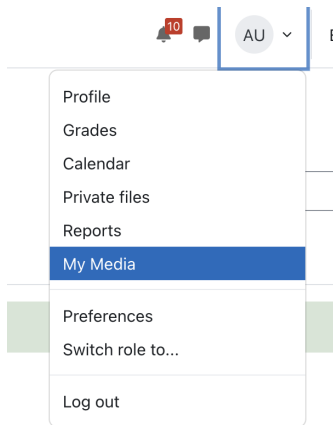 10
AU
Profile
Grades
Calendar
Private files
Reports
My Media
Preferences
Switch role to...
Log out